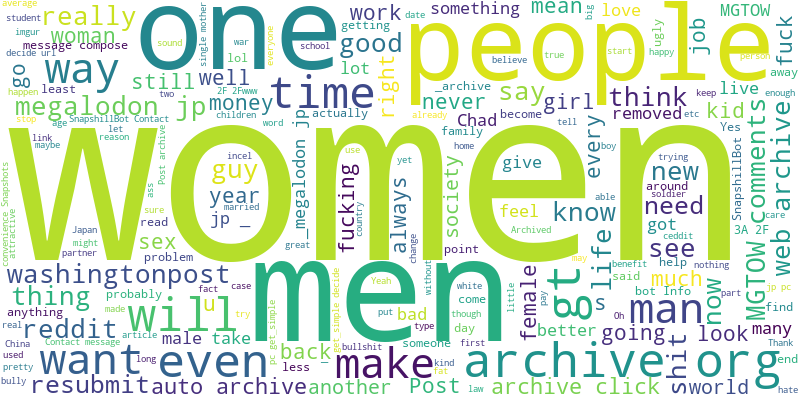 women
people
one
men
archive org
will
want
even
make
man
time
way
gt
megalodon jp
washingtonpost
reddit
thing
guy
year
jp _
sex
really
woman
work
good
love
something
mean
job
MGTOW
fuck
go
still
well
lot
money
never
right
say
girl
think
kid
live
removed
Chad
every
society
life
know
need
new
see
now
much
many
look
going
better
female
fucking
always
_megalodon jp
web archive
MGTOW comments
shit
world
resubmit
auto archive
another
Post
archive click
back
take
male
bad
feel
give
got
find
s
u
message compose
least
anything
problem
probably
read
actually
family
become
believe
_archive
getting
date
school
war
lol
sound
single mother
everyone
imgur
student
average
decide url
happen
stop
SnapshillBot Contact
age
let
reason
link
maybe
two
2F 2Fwww
children
word
Post archive
ass
sure
incel
married
use
yet
country
change
great
already
tell
home
boy
able
around
soldier
ceddit
trying
keep
etc
Yes
away
enough
happy
person
true
start
big
ugly
SnapshillBot
3A 2F
care
help
nothing
benefit
said
bot Info
may
part
jp pc
Thank
end
hate
Oh
pay
little
without
white
come
though
day
someone
first
kind
fat
type
law
less
bullshit
put
Yeah
pc get_simple
get_simple decide
case
try
fact
article
made
long
Contact message
China
used
pretty
bully
real
Japan
might
partner
attractive
convenience Snapshots
point
Archived